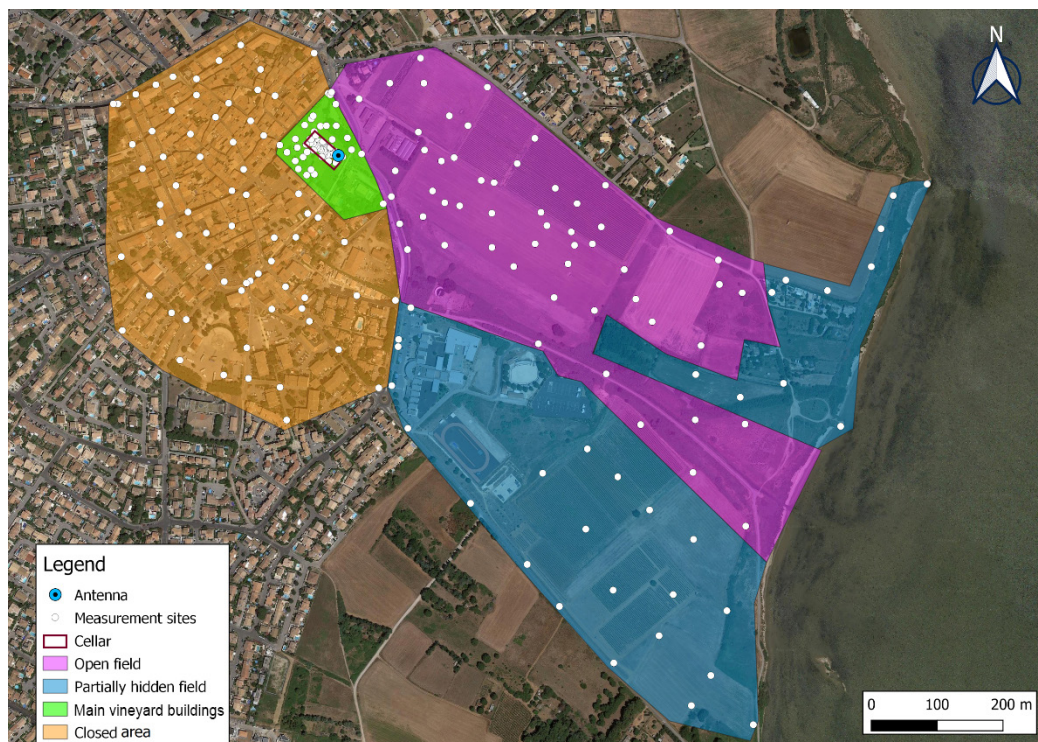 N
Legend
Antenna
Measurement sites
Cellar
Open field
Partially hidden field
Main vineyard buildings
Closed area
0 100 200 m